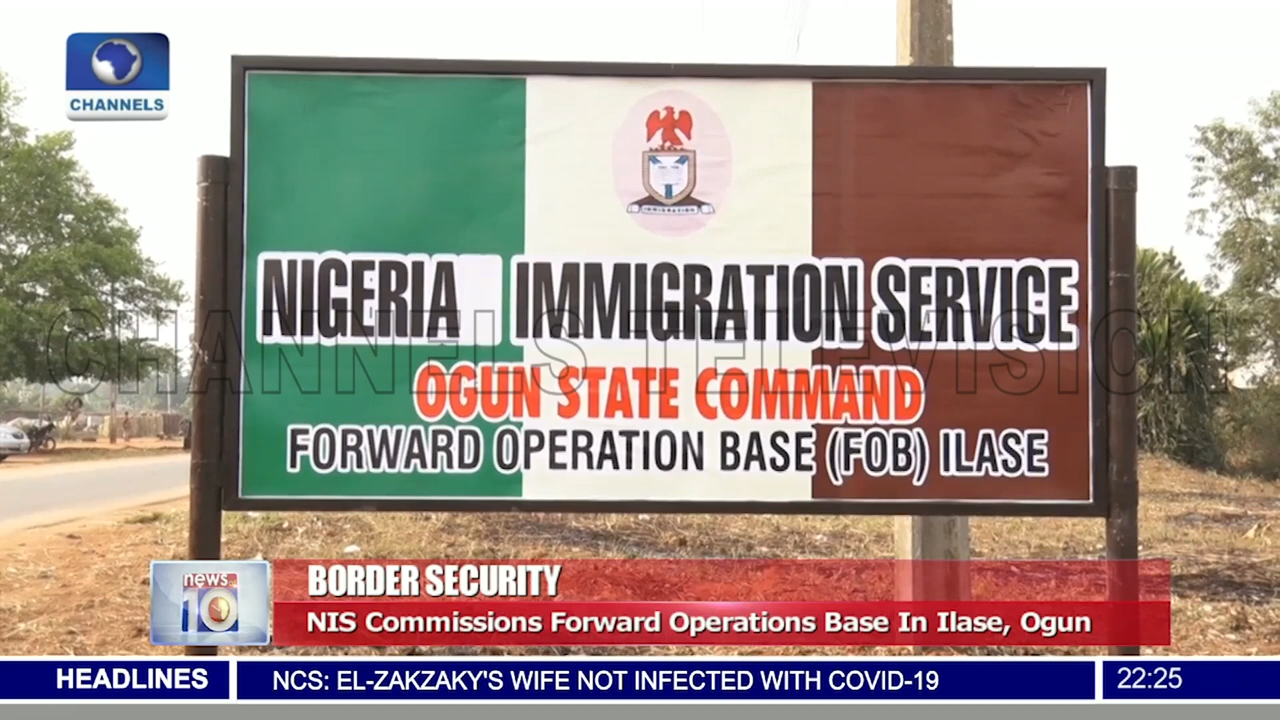 CHANNELS
IMMIGRATION
NIGERIA IMMIGRATION SERVICE
CHANNELS TELEVISION
OGUN STATE COMMAND
FORWARD OPERATION BASE (FOB) ILASE
news at
10
BORDER SECURITY
NIS Commissions Forward Operations Base In Ilase, Ogun
HEADLINES
NCS: EL-ZAKZAKY'S WIFE NOT INFECTED WITH COVID-19
22:25